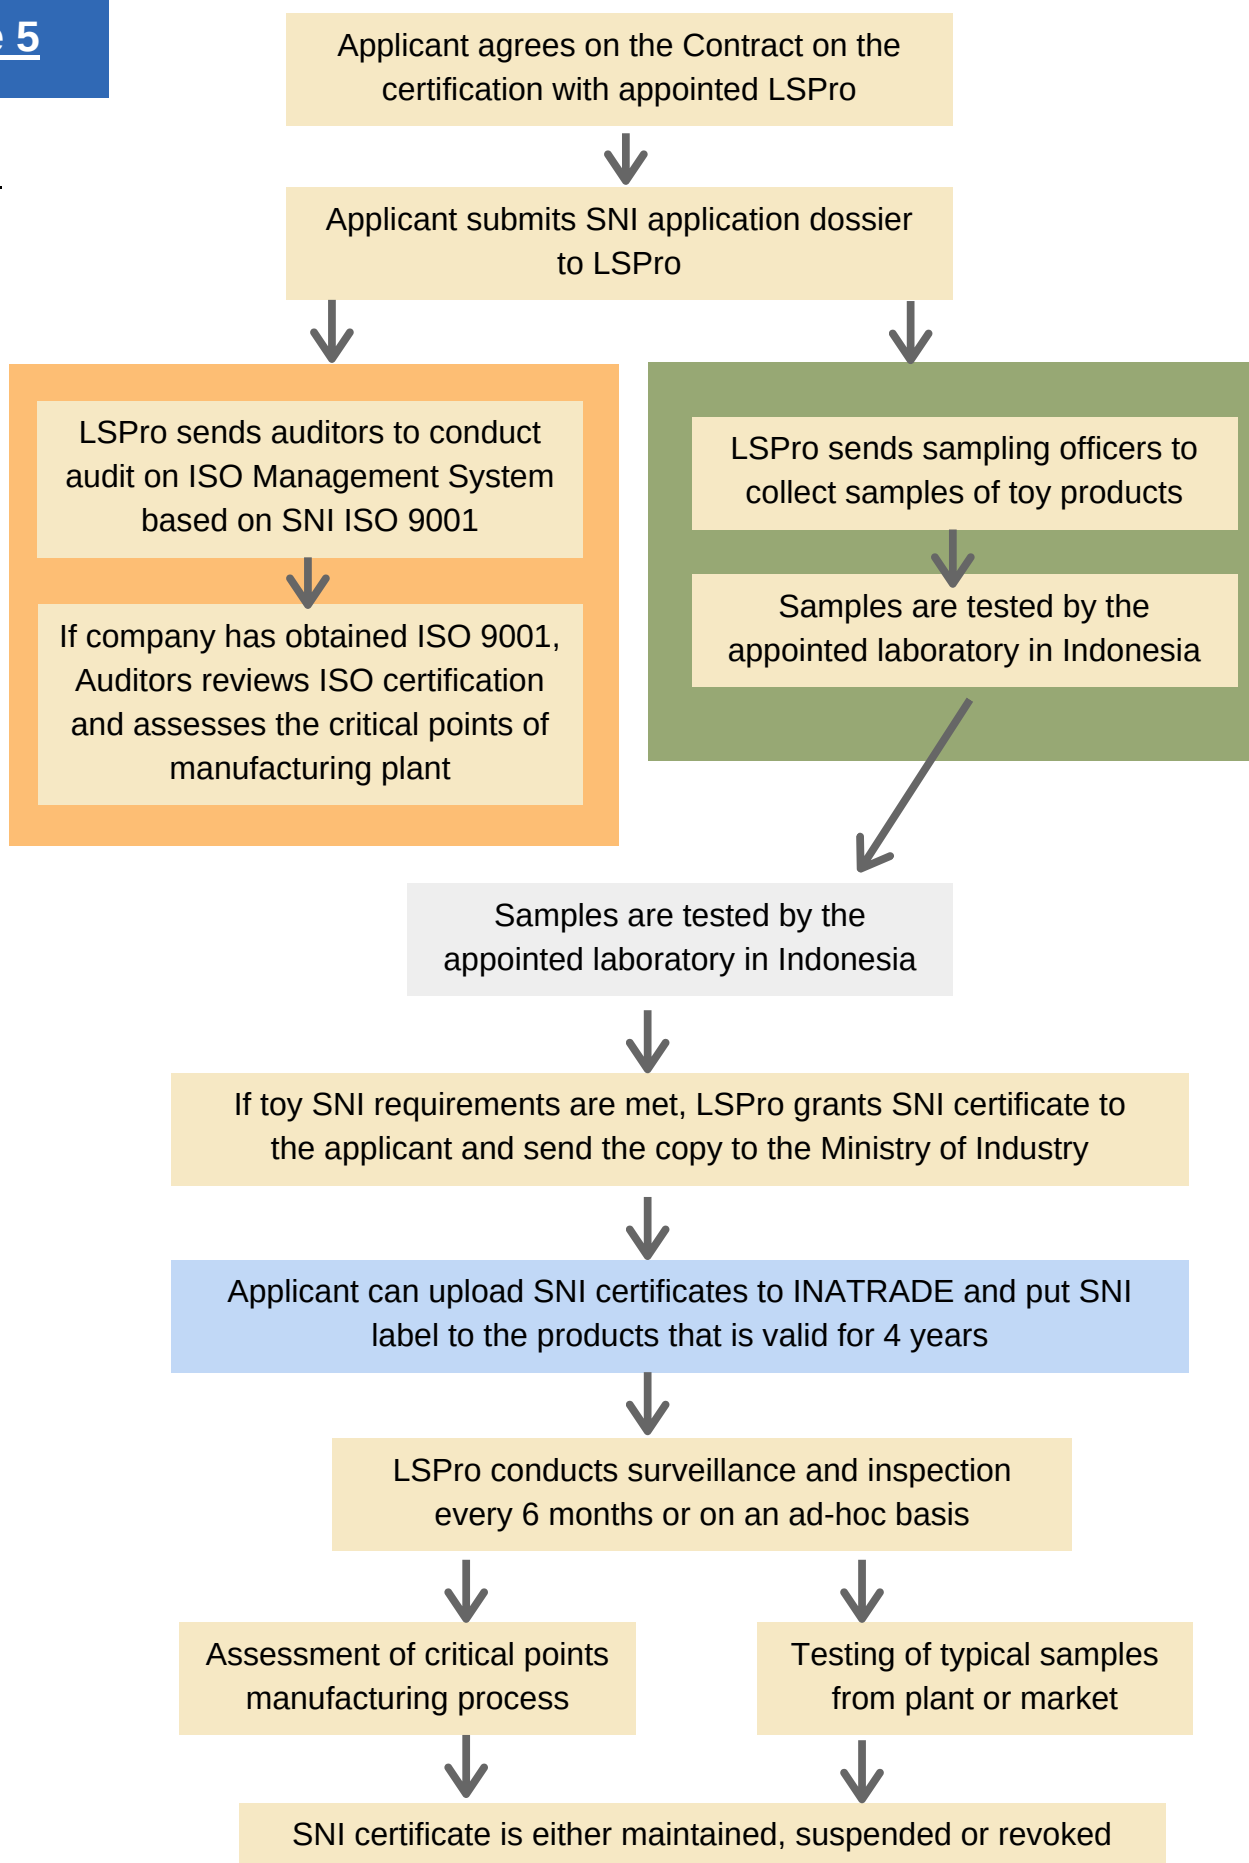 e 5
Applicant agrees on the Contract on the
certification with appointed LSPro
Applicant submits SNI application dossier
to LSPro
LSPro sends auditors to conduct
audit on ISO Management System
based on SNI ISO 9001
If company has obtained ISO 9001,
Auditors reviews ISO certification
and assesses the critical points of
manufacturing plant
LSPro sends sampling officers to
collect samples of toy products
Samples are tested by the
appointed laboratory in Indonesia
Samples are tested by the
appointed laboratory in Indonesia
If toy SNI requirements are met, LSPro grants SNI certificate to
the applicant and send the copy to the Ministry of Industry
Applicant can upload SNI certificates to INATRADE and put SNI
label to the products that is valid for 4 years
LSPro conducts surveillance and inspection
every 6 months or on an ad-hoc basis
Assessment of critical points
manufacturing process
Testing of typical samples
from plant or market
SNI certificate is either maintained, suspended or revoked